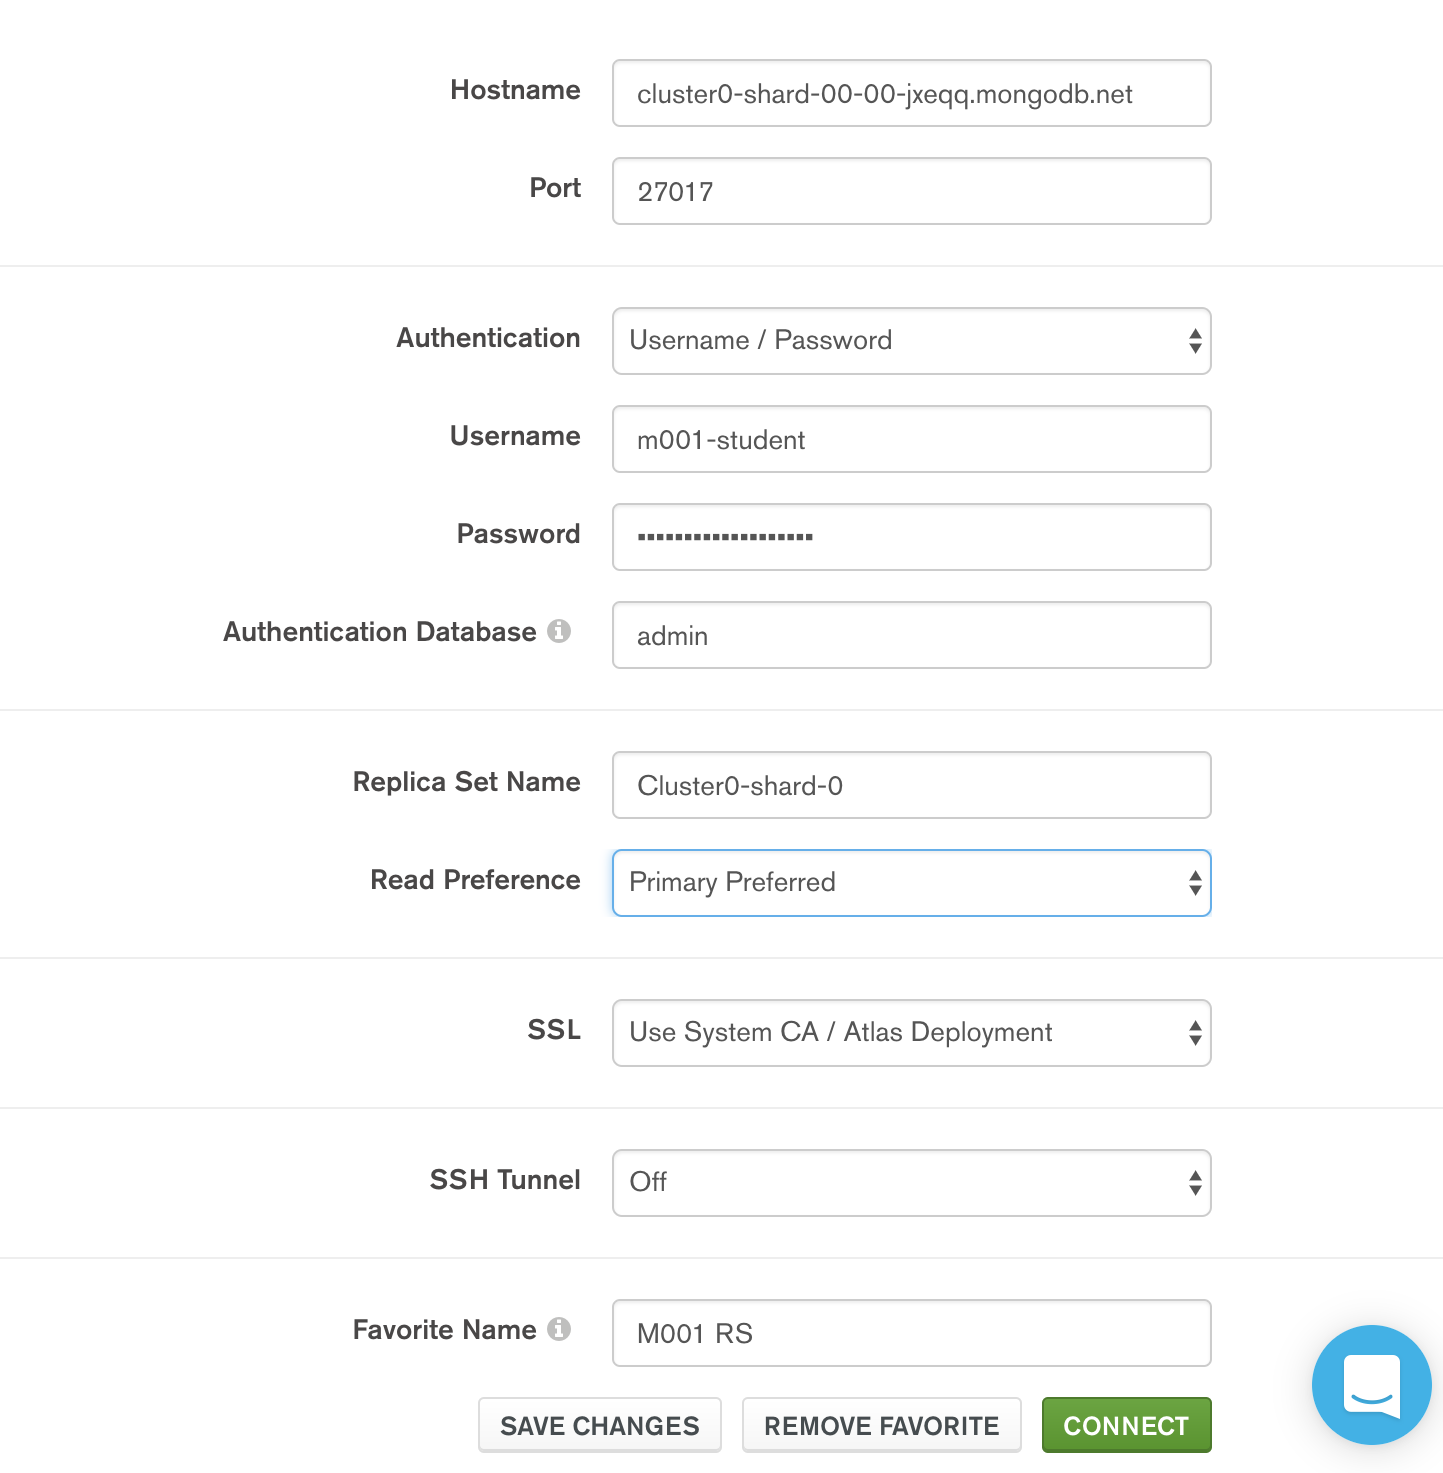 Hostname cluster0-shard-00-00-jxeqq.mongodb.net
Port 27017
Authentication Username / Password
Username m001-student
Password ▪▪▪▪▪▪▪▪▪▪▪▪▪▪▪▪▪▪▪
Authentication Database admin
Replica Set Name Cluster0-shard-0
Read Preference Primary Preferred
SSL Use System CA / Atlas Deployment
SSH Tunnel Off
Favorite Name M001 RS
SAVE CHANGES REMOVE FAVORITE CONNECT